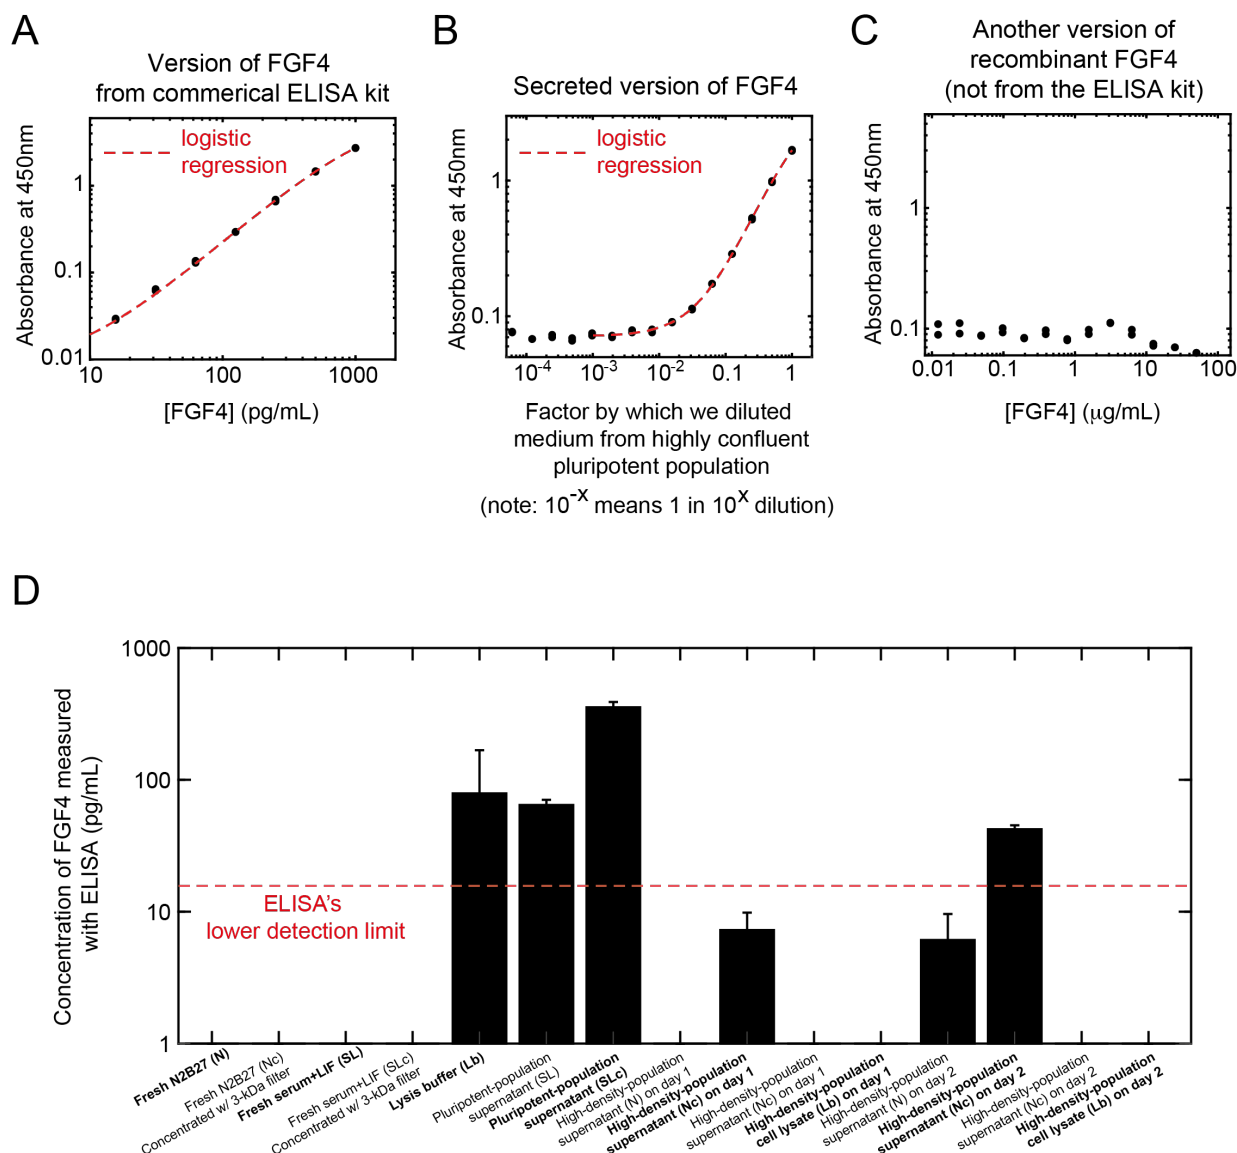 A
Version of FGF4
from commerical ELISA kit
Absorbance at 450nm
1
0.1
0.01
logistic
regression
10
100
1000
[FGF4] (pg/mL)
B
Secreted version of FGF4
Absorbance at 450nm
1
0.1
logistic
regression
10-4
10-3
10-2
0.1
1
Factor by which we diluted
medium from highly confluent
pluripotent population
(note: 10-x means 1 in 10x dilution)
C
Another version of
recombinant FGF4
(not from the ELISA kit)
Absorbance at 450nm
1
0.1
0.01
0.1
1
10
100
[FGF4] (μg/mL)
D
Concentration of FGF4 measured
with ELISA (pg/mL)
1000
100
10
1
ELISA's
lower detection limit
Fresh N2B27 (N)
Fresh N2B27 (Nc)
Concentrated w/ 3-kDa filter
Fresh serum+LIF (SL)
Fresh serum+LIF (SLc)
Concentrated w/ 3-kDa filter
Lysis buffer (Lb)
Pluripotent-population
supernatant (SL)
Pluripotent-population
supernatant (SLc)
High-density-population
supernatant (N) on day 1
High-density-population
supernatant (Nc) on day 1
High-density-population
supernatant (Nc) on day 1
High-density-population
cell lysate (Lb) on day 1
High-density-population
supernatant (N) on day 2
High-density-population
supernatant (Nc) on day 2
High-density-population
supernatant (Nc) on day 2
High-density-population
cell lysate (Lb) on day 2